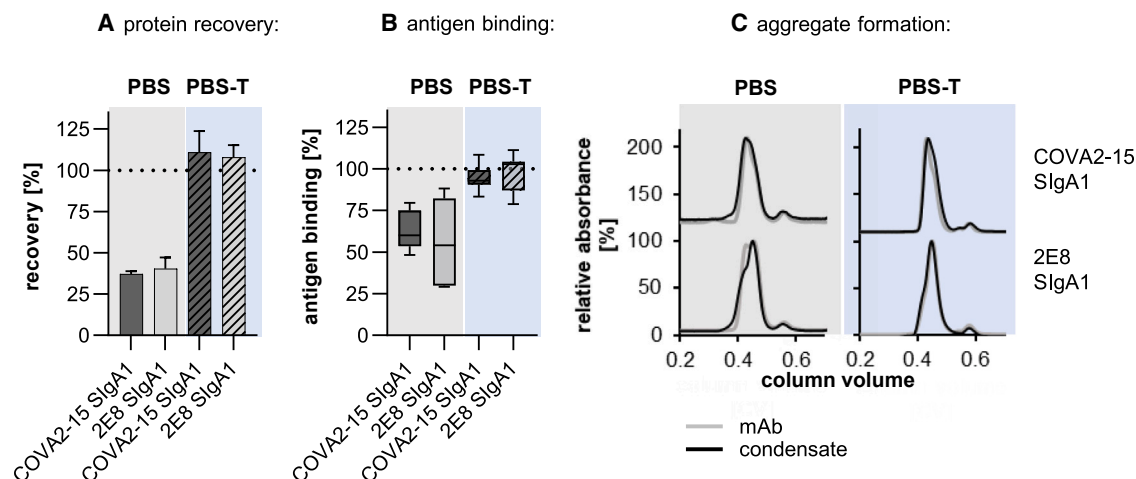 A protein recovery:
B antigen binding:
C aggregate formation:
PBS PBS-T
recovery [%]
125
100
75
50
25
0
COVA2-15 SIgA1
2E8 SIgA1
COVA2-15 SIgA1
2E8 SIgA1
PBS PBS-T
antigen binding [%]
125
100
75
50
25
0
COVA2-15 SIgA1
2E8 SIgA1
COVA2-15 SIgA1
2E8 SIgA1
PBS
PBS-T
relative absorbance
[%]
200
150
100
50
0
0.2 0.4 0.6
0.2 0.4 0.6
column volume
COVA2-15
SIgA1
2E8
SIgA1
mAb
condensate